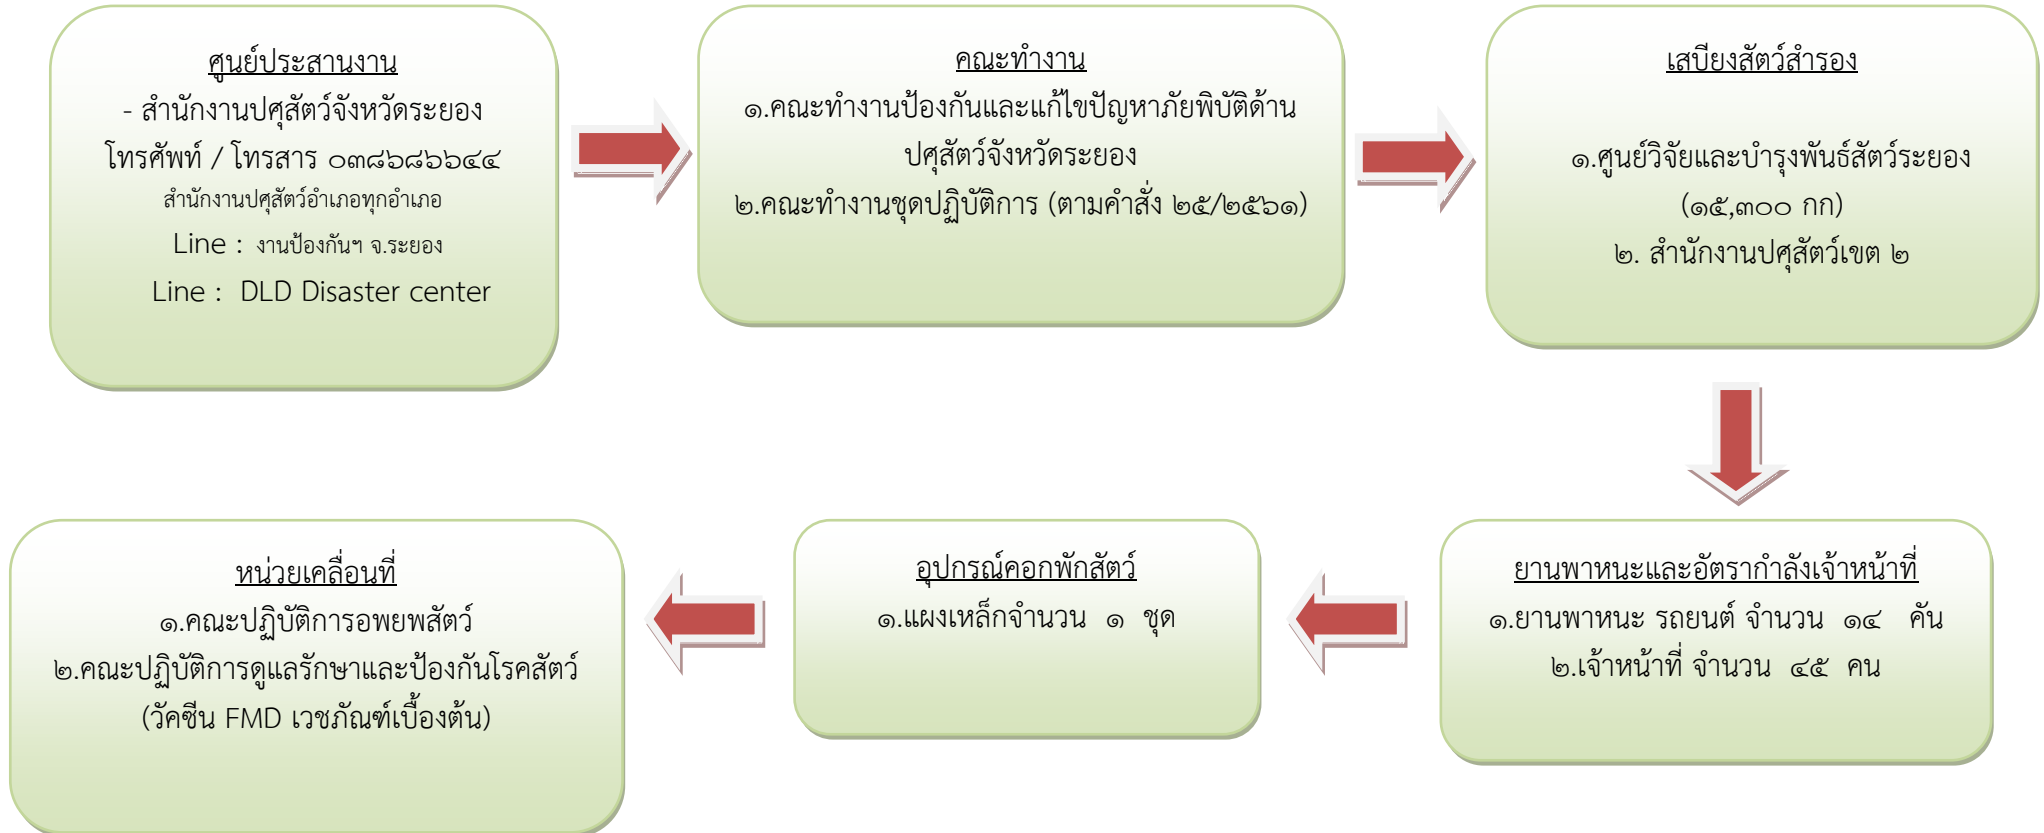 ศูนย์ประสานงาน
- สำนักงานปศุสัตว์จังหวัดระยอง
โทรศัพท์ / โทรสาร ๐๓๘๖๘๖๖๔๔
สำนักงานปศุสัตว์อำเภอทุกอำเภอ
Line : งานป้องกันฯ จ.ระยอง
Line : DLD Disaster center
คณะทำงาน
๑.คณะทำงานป้องกันและแก้ไขปัญหาภัยพิบัติด้าน
ปศุสัตว์จังหวัดระยอง
๒.คณะทำงานชุดปฏิบัติการ (ตามคำสั่ง ๒๕/๒๕๖๑)
เสบียงสัตว์สำรอง
๑.ศูนย์วิจัยและบำรุงพันธ์สัตว์ระยอง
(๑๕,๓๐๐ กก)
๒. สำนักงานปศุสัตว์เขต ๒
ยานพาหนะและอัตรากำลังเจ้าหน้าที่
๑.ยานพาหนะ รถยนต์ จำนวน ๑๔ คัน
๒.เจ้าหน้าที่ จำนวน ๔๕ คน
อุปกรณ์คอกพักสัตว์
๑.แผงเหล็กจำนวน ๑ ชุด
หน่วยเคลื่อนที่
๑.คณะปฏิบัติการอพยพสัตว์
๒.คณะปฏิบัติการดูแลรักษาและป้องกันโรคสัตว์
(วัคซีน FMD เวชภัณฑ์เบื้องต้น)